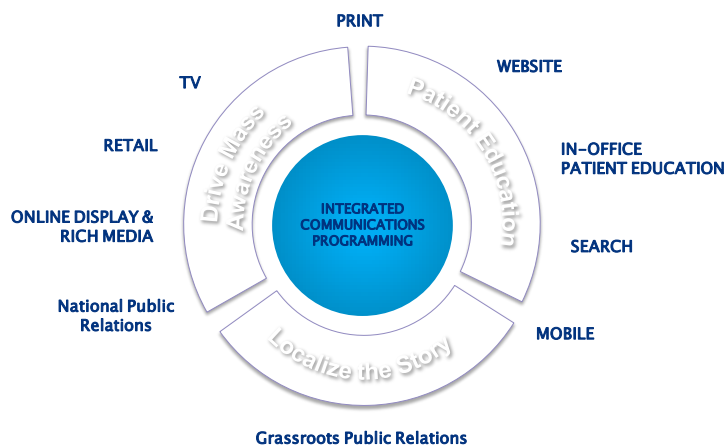 PRINT
TV
WEBSITE
Patient Education
Drive Mass
Awareness
RETAIL
IN-OFFICE
PATIENT EDUCATION
INTEGRATED
COMMUNICATIONS
PROGRAMMING
ONLINE DISPLAY &
RICH MEDIA
SEARCH
National Public
Relations
MOBILE
Localize the Story
Grassroots Public Relations